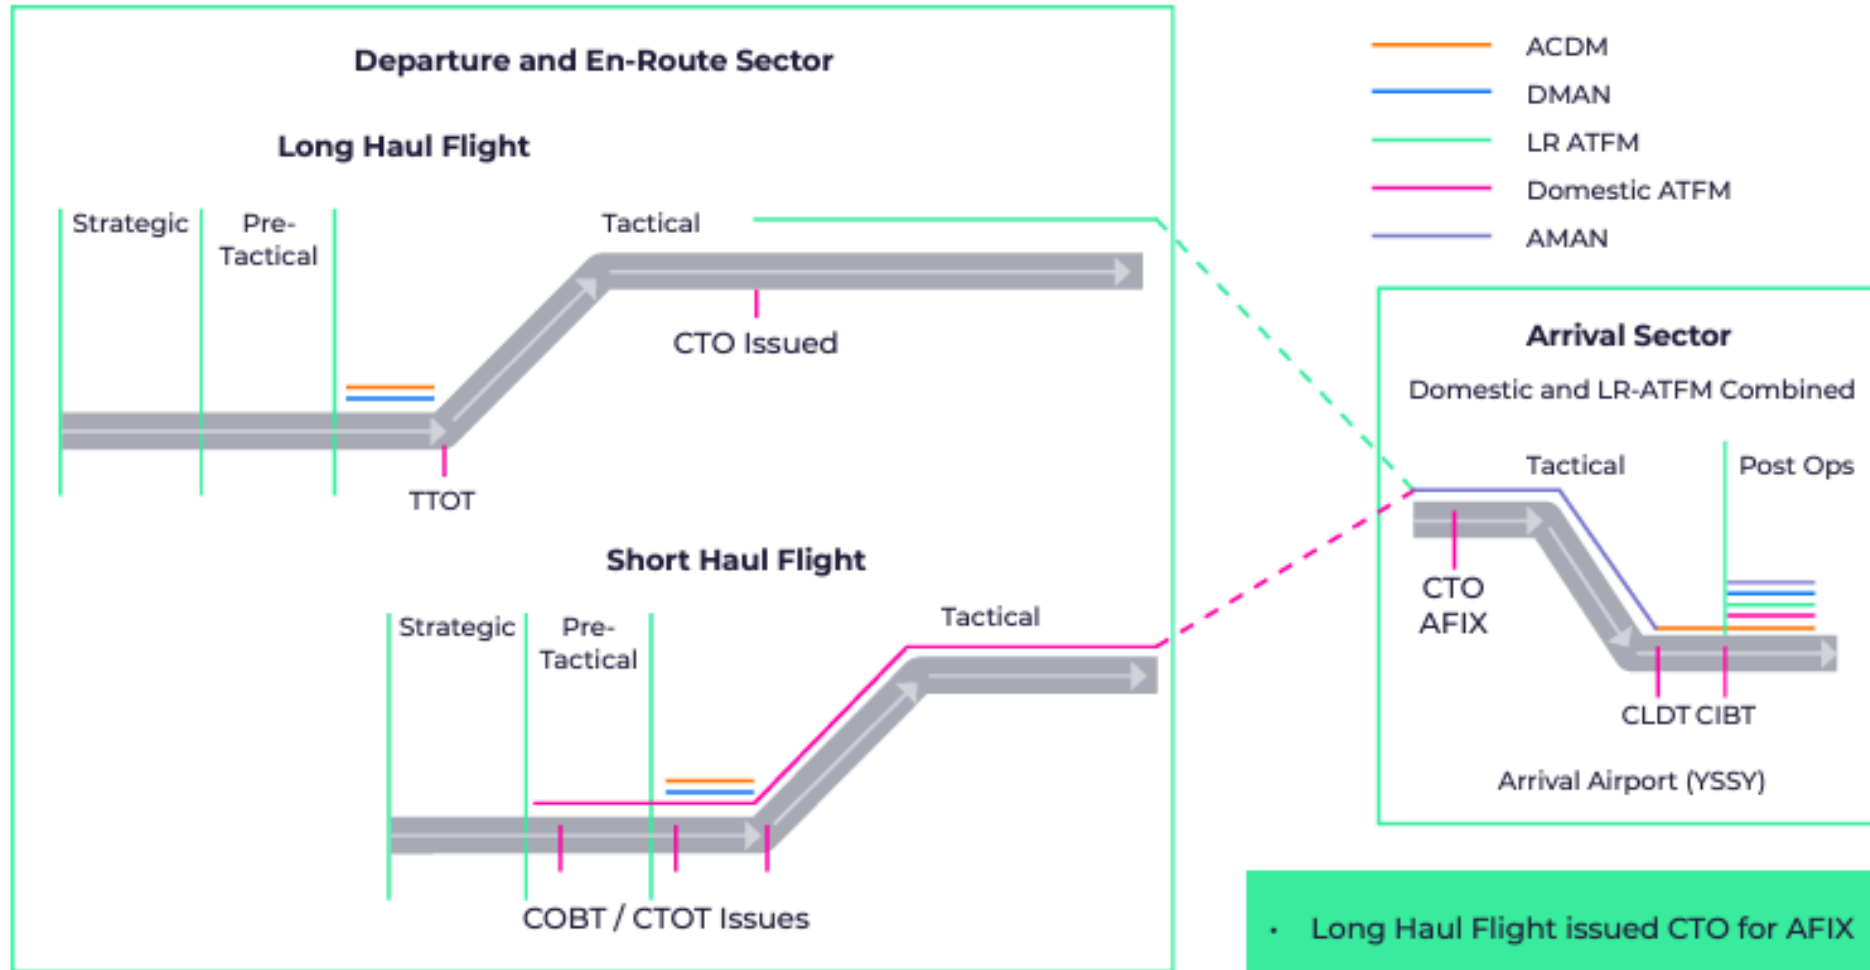 Departure and En-Route Sector
Long Haul Flight
Strategic
Pre-
Tactical
Tactical
CTO Issued
TTOT
Short Haul Flight
Strategic
Pre-
Tactical
Tactical
COBT / CTOT Issues
ACDM
DMAN
LR ATFM
Domestic ATFM
AMAN
Arrival Sector
Domestic and LR-ATFM Combined
Tactical
Post Ops
CTO
AFIX
CLDT CIBT
Arrival Airport (YSSY)
· Long Haul Flight issued CTO for AFIX